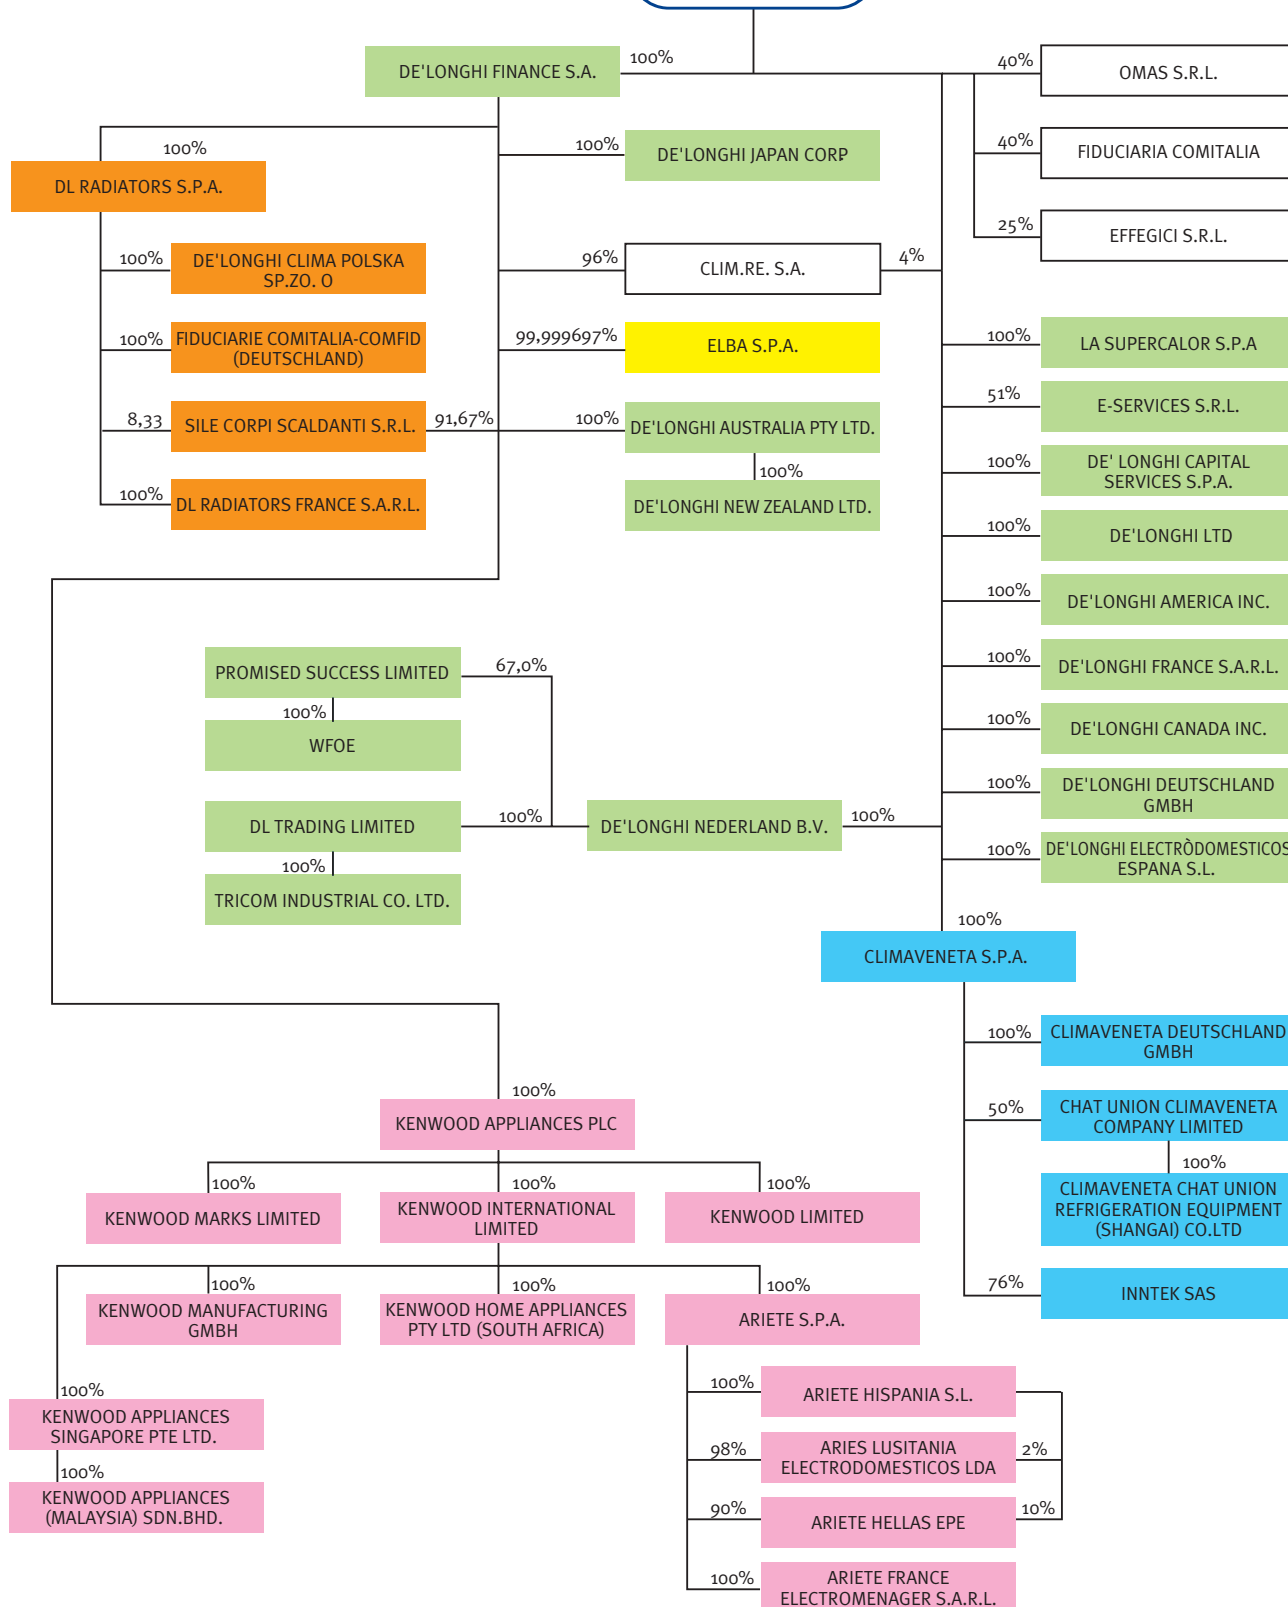 DE'LONGHI FINANCE S.A.
100%
40%
OMAS S.R.L.
100%
DL RADIATORS S.P.A.
100%
DE'LONGHI JAPAN CORP
40%
FIDUCIARIA COMITALIA
25%
EFFEGICI S.R.L.
100%
DE'LONGHI CLIMA POLSKA
SP.ZO. O
96%
CLIM.RE. S.A.
4%
100%
FIDUCIARIE COMITALIA-COMFID
(DEUTSCHLAND)
99,999697%
ELBA S.P.A.
100%
LA SUPERCALOR S.P.A
51%
E-SERVICES S.R.L.
8,33
SILE CORPI SCALDANTI S.R.L.
91,67%
100%
DE'LONGHI AUSTRALIA PTY LTD.
100%
DE' LONGHI CAPITAL
SERVICES S.P.A.
100%
DL RADIATORS FRANCE S.A.R.L.
100%
DE'LONGHI NEW ZEALAND LTD.
100%
DE'LONGHI LTD
100%
DE'LONGHI AMERICA INC.
PROMISED SUCCESS LIMITED
67,0%
100%
DE'LONGHI FRANCE S.A.R.L.
100%
WFOE
100%
DE'LONGHI CANADA INC.
100%
DE'LONGHI DEUTSCHLAND
GMBH
DL TRADING LIMITED
100%
DE'LONGHI NEDERLAND B.V.
100%
100%
DE'LONGHI ELECTRÒDOMESTICOS
ESPANA S.L.
100%
TRICOM INDUSTRIAL CO. LTD.
100%
CLIMAVENETA S.P.A.
100%
CLIMAVENETA DEUTSCHLAND
GMBH
100%
KENWOOD APPLIANCES PLC
50%
CHAT UNION CLIMAVENETA
COMPANY LIMITED
100%
CLIMAVENETA CHAT UNION
REFRIGERATION EQUIPMENT
(SHANGAI) CO.LTD
100%
KENWOOD MARKS LIMITED
100%
KENWOOD INTERNATIONAL
LIMITED
100%
KENWOOD LIMITED
76%
INNTEK SAS
100%
KENWOOD MANUFACTURING
GMBH
100%
KENWOOD HOME APPLIANCES
PTY LTD (SOUTH AFRICA)
100%
ARIETE S.P.A.
100%
KENWOOD APPLIANCES
SINGAPORE PTE LTD.
100%
ARIETE HISPANIA S.L.
98%
ARIES LUSITANIA
ELECTRODOMESTICOS LDA
2%
100%
KENWOOD APPLIANCES
(MALAYSIA) SDN.BHD.
90%
ARIETE HELLAS EPE
10%
100%
ARIETE FRANCE
ELECTROMENAGER S.A.R.L.